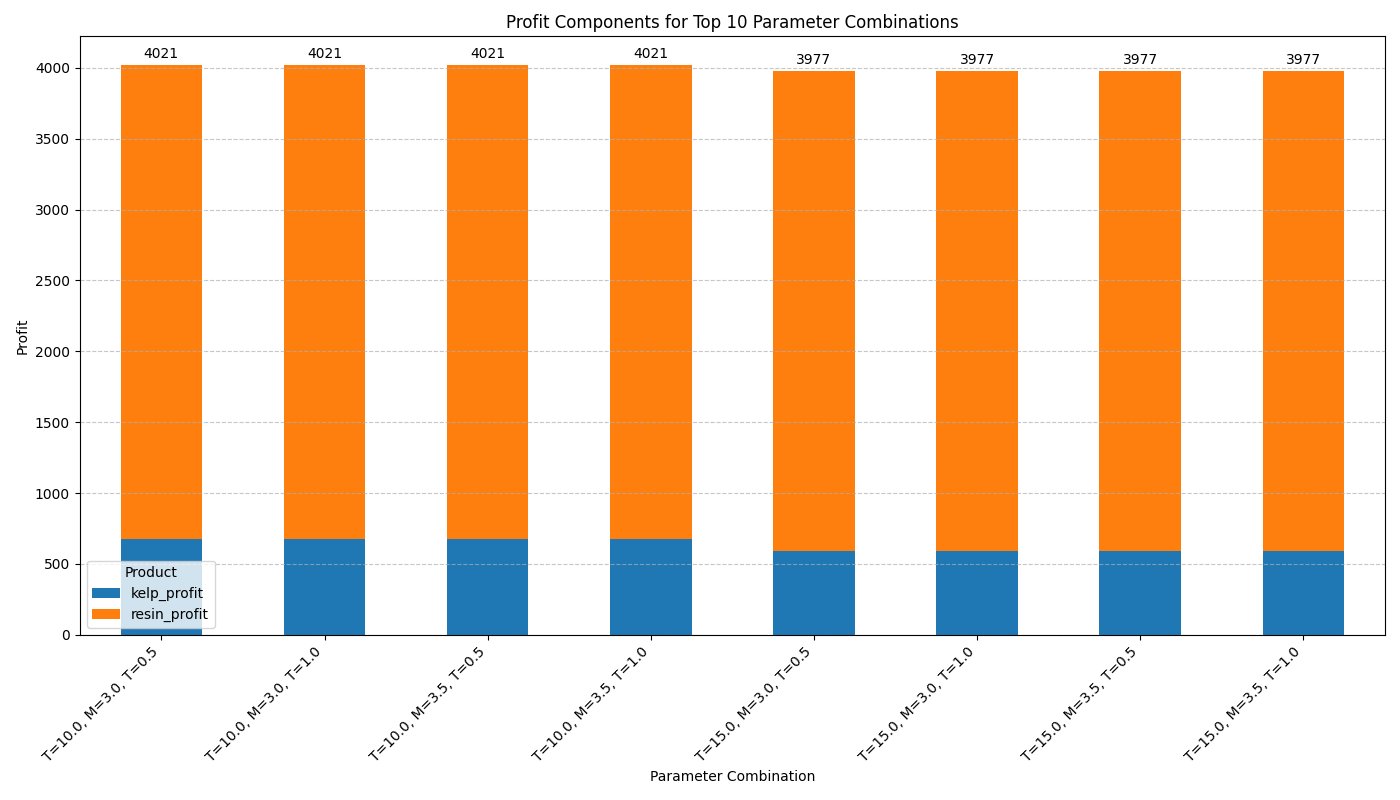 Profit Components for Top 10 Parameter Combinations
4021
4021
4021
4021
3977
3977
3977
3977
4000
3500
3000
2500
2000
1500
1000
500
0
Profit
Product
kelp_profit
resin_profit
T=10.0, M=3.0, T=0.5
T=10.0, M=3.0, T=1.0
T=10.0, M=3.5, T=0.5
T=10.0, M=3.5, T=1.0
T=15.0, M=3.0, T=0.5
T=15.0, M=3.0, T=1.0
T=15.0, M=3.5, T=0.5
T=15.0, M=3.5, T=1.0
Parameter Combination